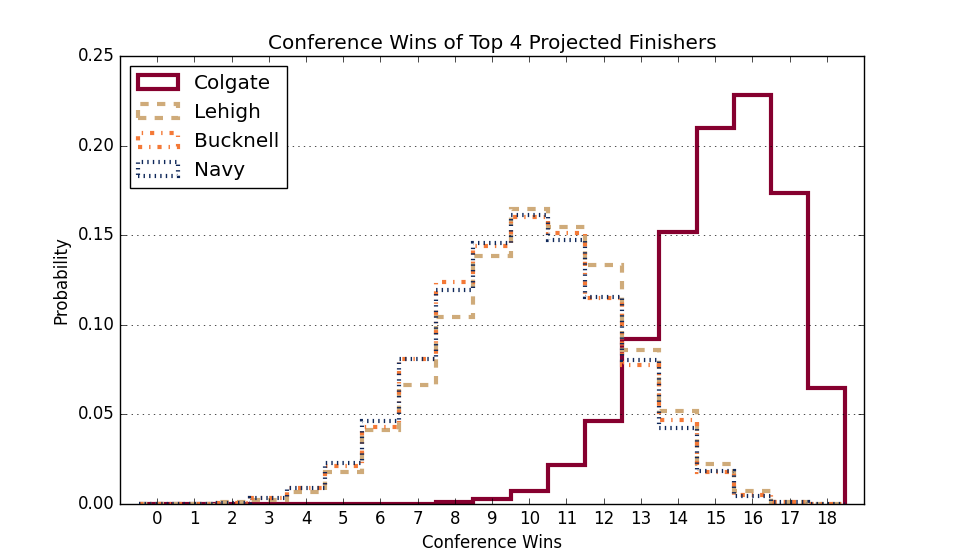 Conference Wins of Top 4 Projected Finishers
0.25
0.20
0.15
0.10
0.05
0.00
Probability
Colgate
Lehigh
Bucknell
Navy
0 1 2 3 4 5 6 7 8 9 10 11 12 13 14 15 16 17 18
Conference Wins